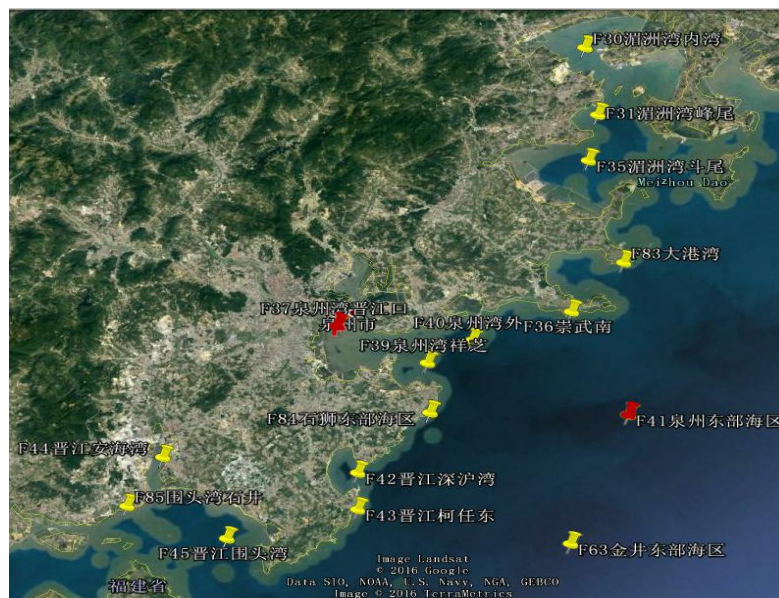 F30湄洲湾内湾
F31湄洲湾峰尾
F35湄洲湾斗尾
Meizhou Dao
F83大港湾
F37泉州湾晋江口
泉州市
F40泉州湾外
F36崇武南
F39泉州湾祥芝
F84石狮东部海区
F41泉州东部海区
F44晋江安海湾
F42晋江深沪湾
F85围头湾石井
F43晋江柯任东
F45晋江围头湾
F63金井东部海区
福建省
Image Landsat
© 2016 Google
Data SIO, NOAA, U.S. Navy, NGA, GEBCO
Image © 2016 TerraMetrics